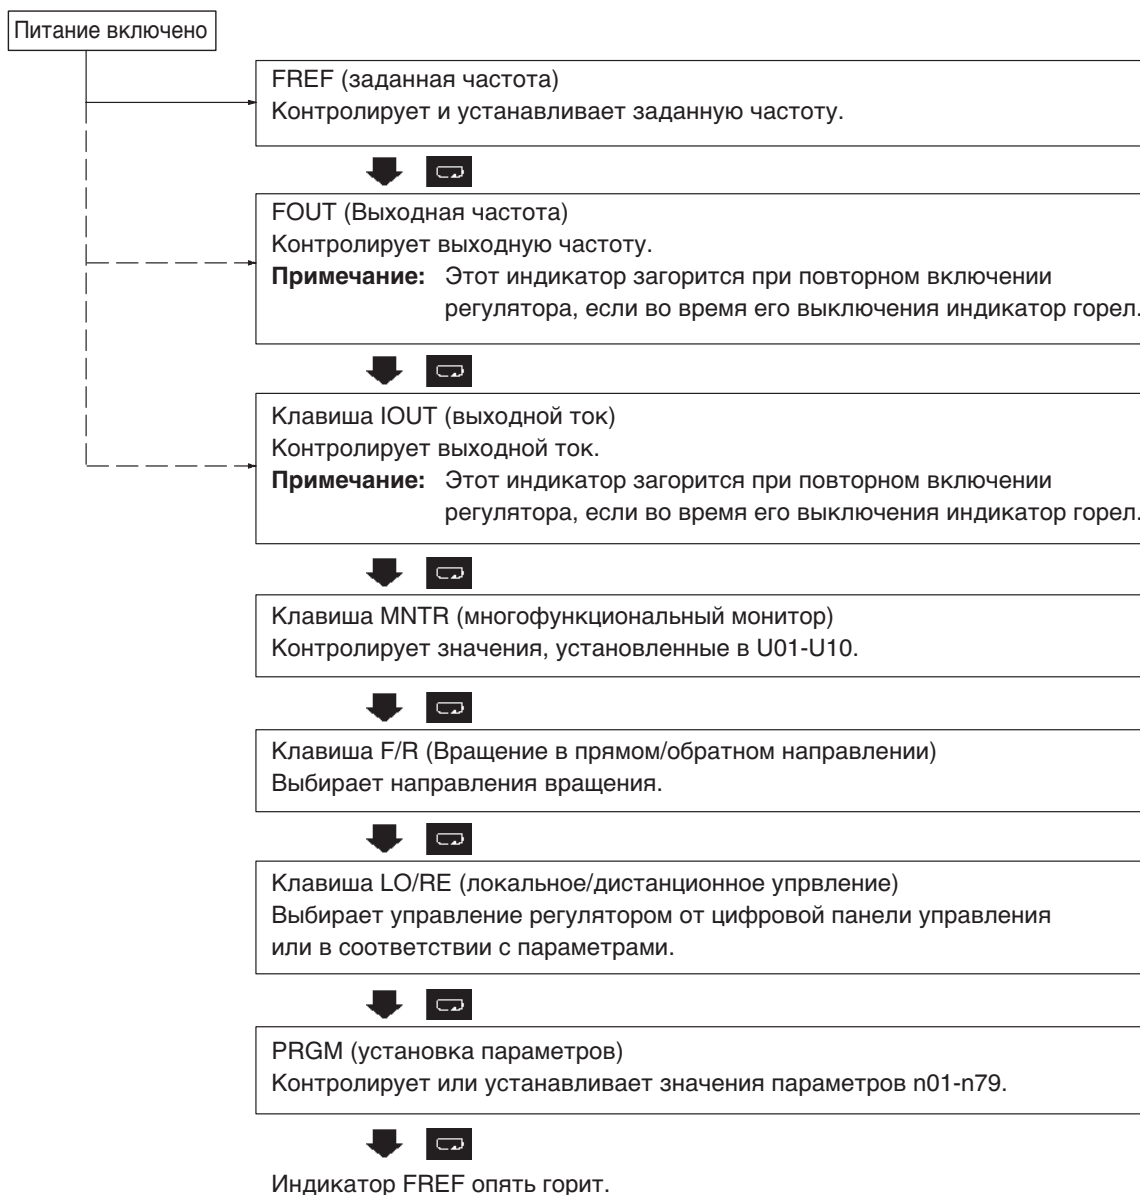 Питание включено
FREF (заданная частота)
Контролирует и устанавливает заданную частоту.
FOUT (Выходная частота)
Контролирует выходную частоту.
Примечание: Этот индикатор загорится при повторном включении
регулятора, если во время его выключения индикатор горел.
Клавиша IOUT (выходной ток)
Контролирует выходной ток.
Примечание: Этот индикатор загорится при повторном включении
регулятора, если во время его выключения индикатор горел.
Клавиша MNTR (многофункциональный монитор)
Контролирует значения, установленные в U01-U10.
Клавиша F/R (Вращение в прямом/обратном направлении)
Выбирает направления вращения.
Клавиша LO/RE (локальное/дистанционное упрвление)
Выбирает управление регулятором от цифровой панели управления
или в соответствии с параметрами.
PRGM (установка параметров)
Контролирует или устанавливает значения параметров n01-n79.
Индикатор FREF опять горит.